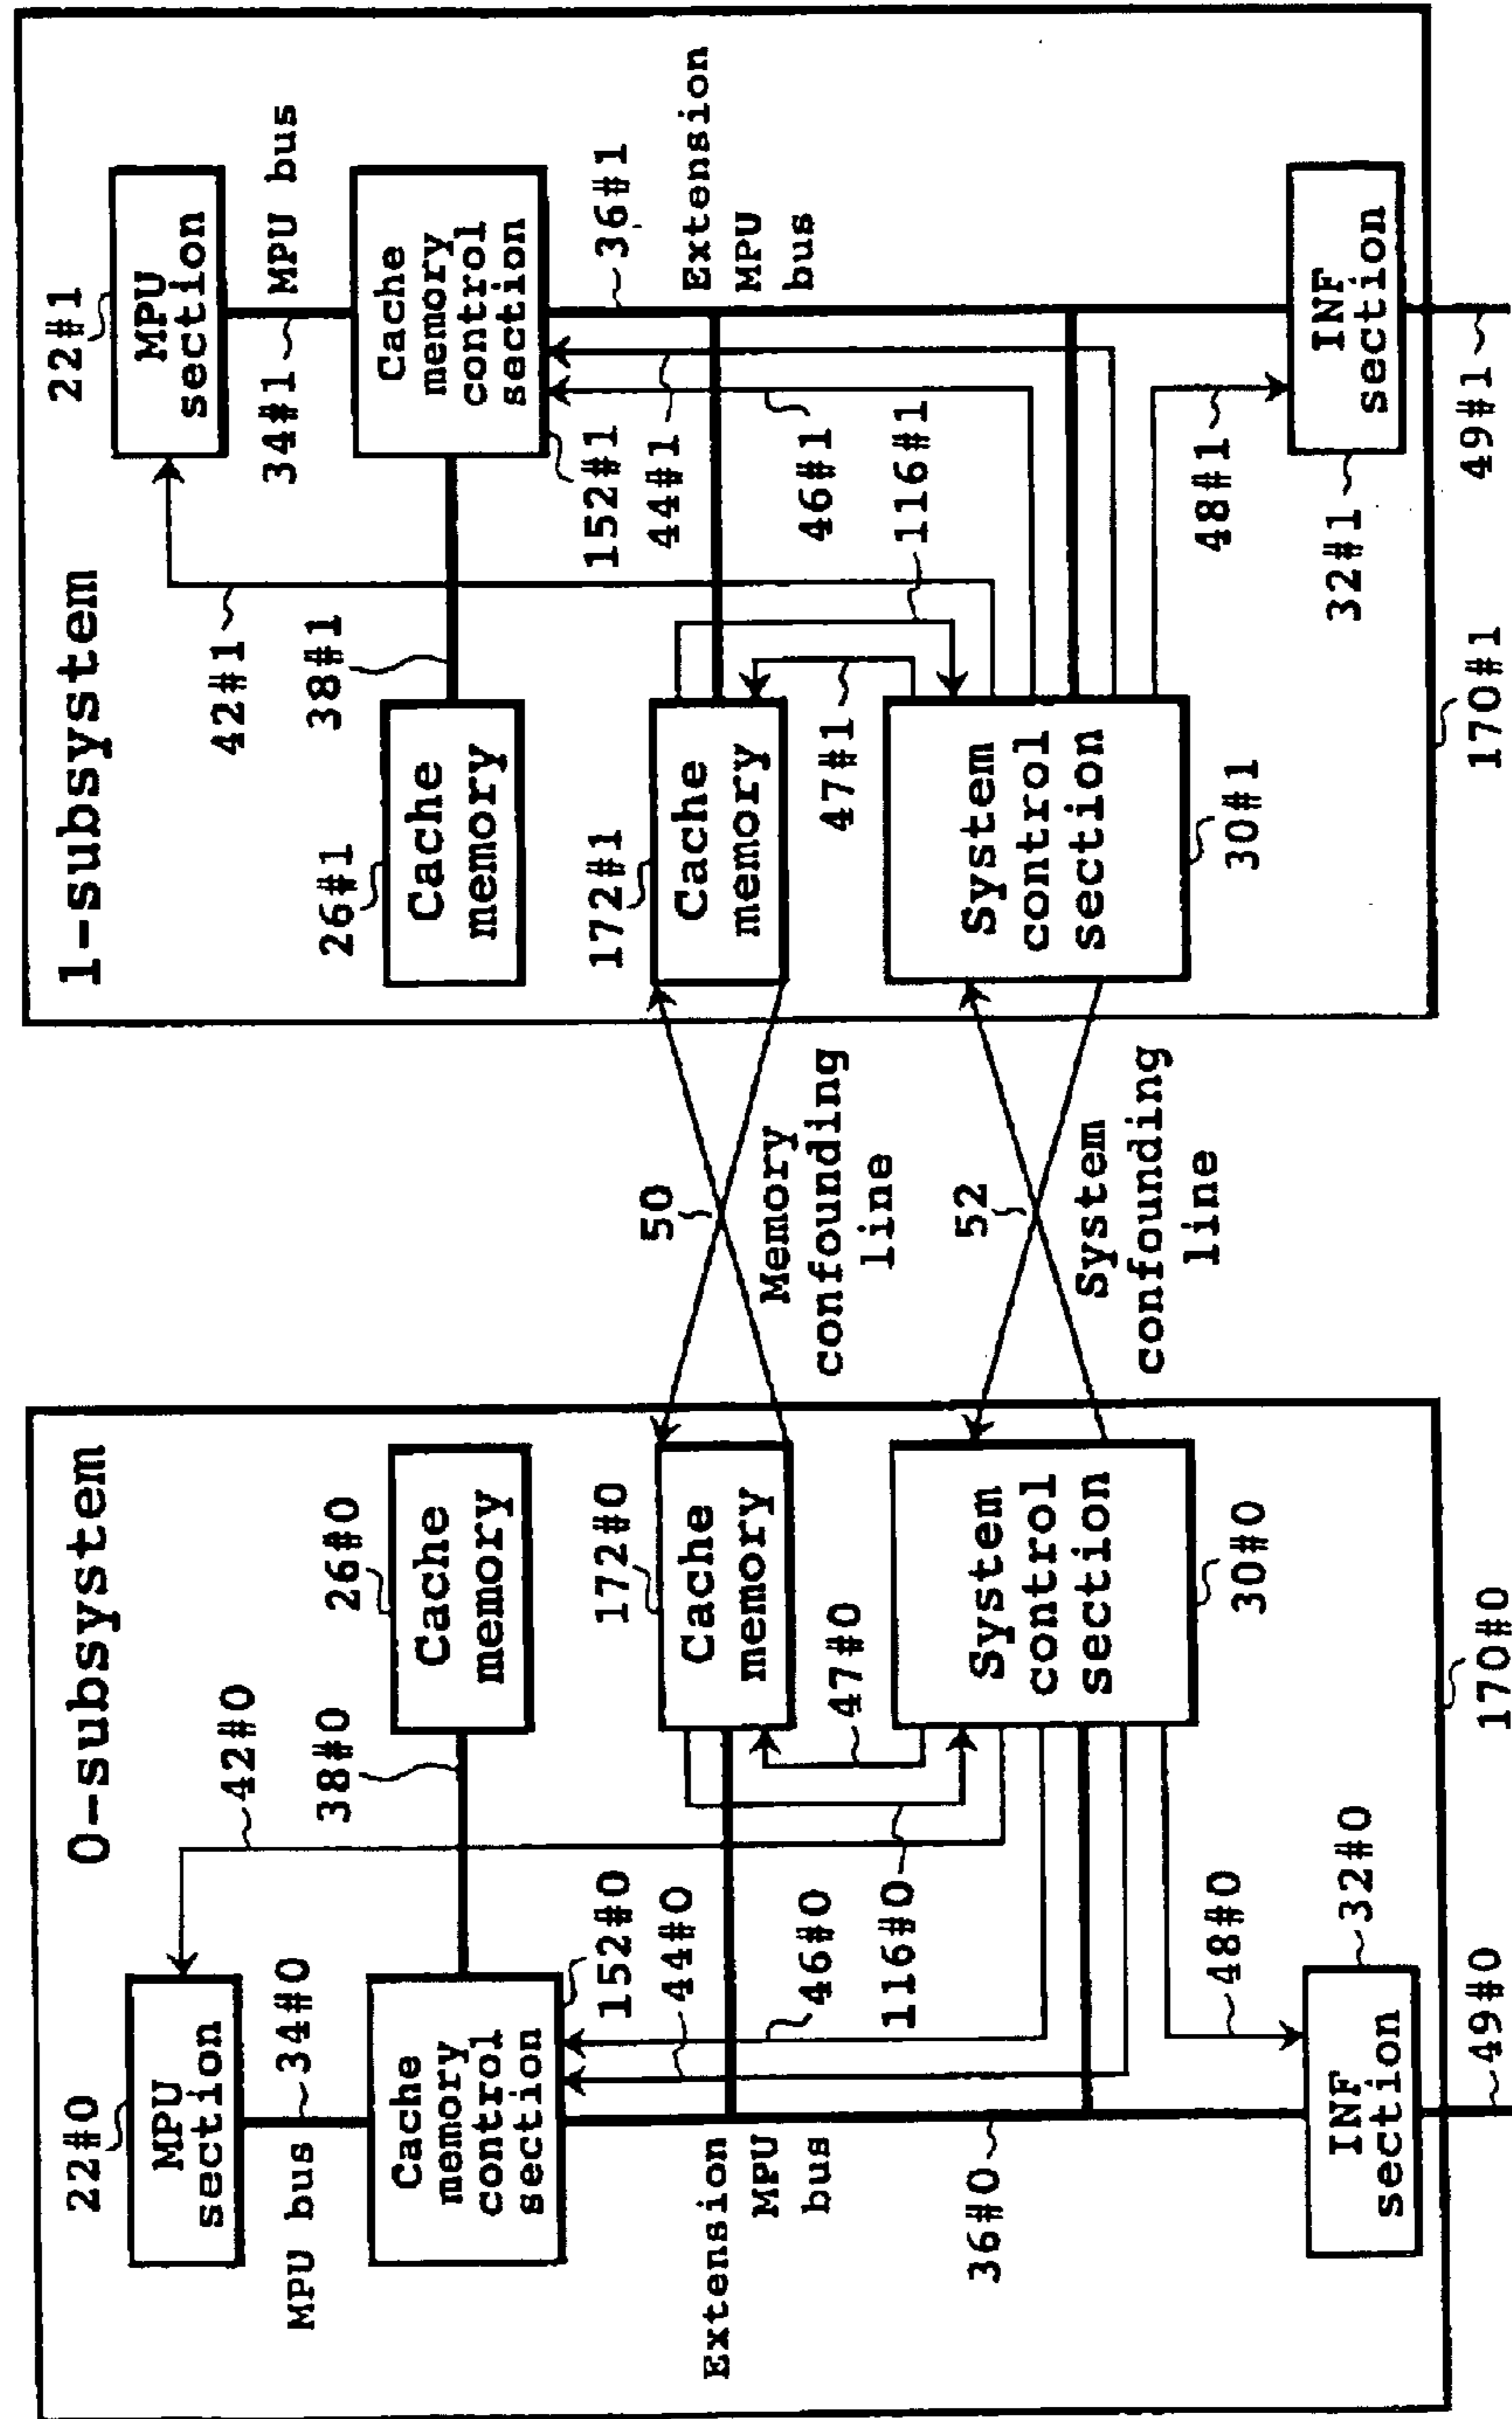 0-subsystem
22#0
MPU
section
MPU bus
34#0
42#0
Cache
memory
control
section
152#0
38#0
26#0
Cache
memory
Extension
MPU
bus
44#0
46#0
116#0
47#0
172#0
Cache
memory
36#0
System
control
section
30#0
48#0
INF
section
32#0
49#0
170#0
50
Memory
confounding
line
52
System
confounding
line
1-subsystem
22#1
MPU
section
34#1
MPU bus
42#1
38#1
26#1
Cache
memory
Cache
memory
control
section
152#1
36#1
Extension
MPU
bus
44#1
46#1
116#1
172#1
Cache
memory
47#1
System
control
section
30#1
48#1
INF
section
32#1
49#1
170#1